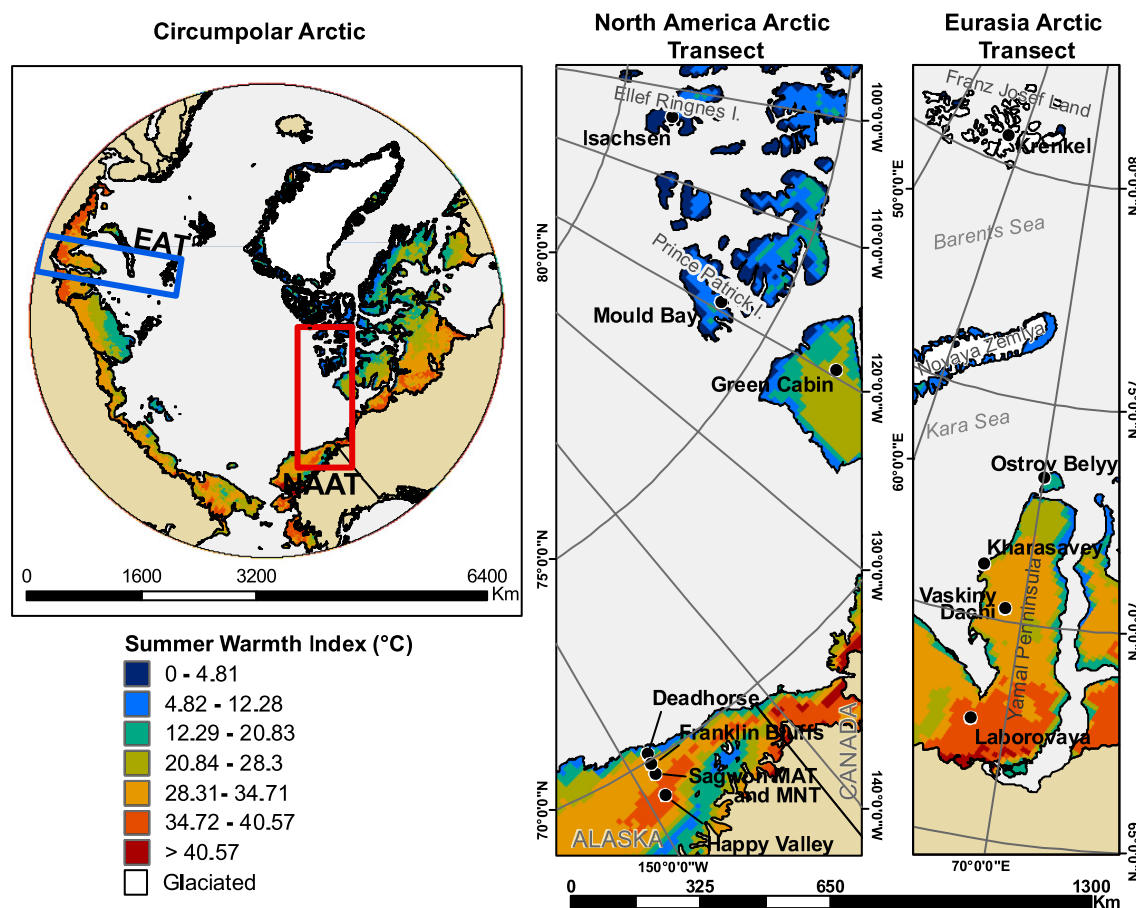 Circumpolar Arctic
EAT
NAAT
0 1600 3200 6400
Km
Summer Warmth Index (°C)
0 - 4.81
4.82 - 12.28
12.29 - 20.83
20.84 - 28.3
28.31 - 34.71
34.72 - 40.57
> 40.57
Glaciated
North America Arctic
Transect
Ellef Ringnes I.
Isachsen
100°0'0"W
110°0'0"W
80°0'0"N
Prince Patrick I.
Mould Bay
Green Cabin
120°0'0"W
75°0'0"N
130°0'0"W
Deadhorse
Franklin Bluffs
Sagwon MAT
and MNT
CANADA
70°0'0"N
ALASKA
Happy Valley
140°0'0"W
150°0'0"W
0 325 650 1300
Km
Eurasia Arctic
Transect
Franz Josef Land
Krenkel
80°0'0"N
50°0'0"E
Barents Sea
Novaya Zemlya
75°0'0"N
Kara Sea
60°0'0"E
Ostrov Belyy
Kharasavey
Vaskiny
Dachi
Yamal Penninsula
70°0'0"N
Laborovaya
65°0'0"N
70°0'0"E